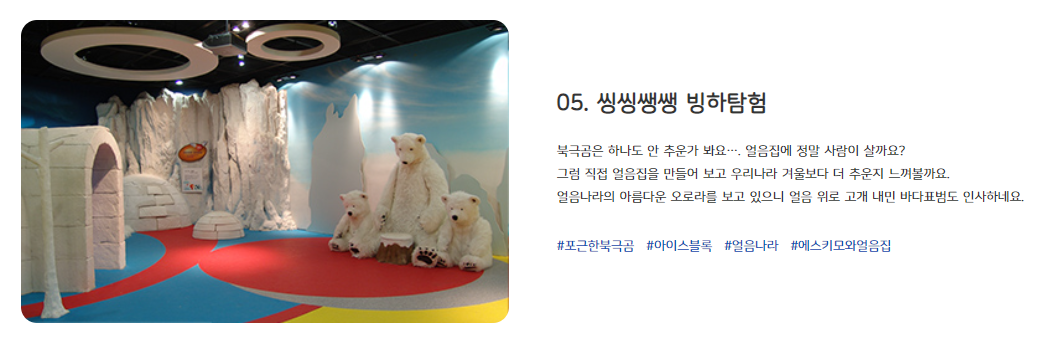 05. 씽씽쌩쌩 빙하탐험
북극곰은 하나도 안 추운가 봐요…. 얼음집에 정말 사람이 살까요?
그럼 직접 얼음집을 만들어 보고 우리나라 겨울보다 더 추운지 느껴볼까요.
얼음나라의 아름다운 오로라를 보고 있으니 얼음 위로 고개 내민 바다표범도 인사하네요.
#포근한북극곰 #아이스블록 #얼음나라 #에스키모와얼음집